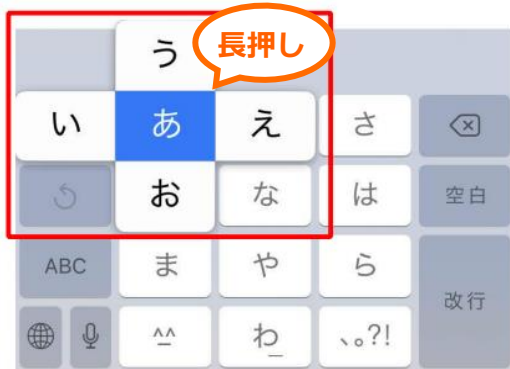 う 長押し
い あ え さ
お な は 空白
ABC ま や ら
改行
^^ わ_ 、。?!